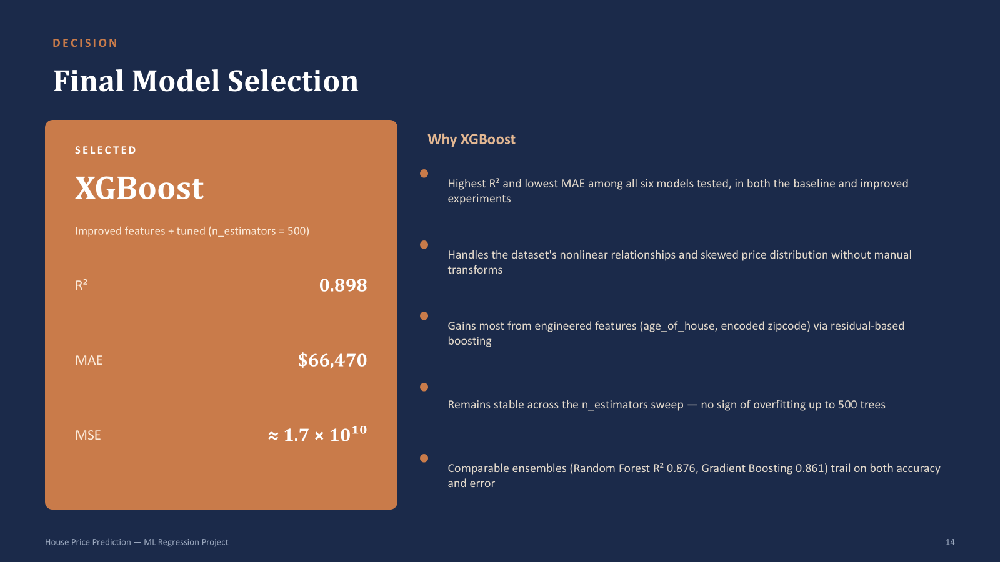 DECISION
Final Model Selection
SELECTED
XGBoost
Improved features + tuned (n_estimators = 500)
R² 0.898
MAE $66,470
MSE ≈ 1.7 × 10¹⁰
Why XGBoost
Highest R² and lowest MAE among all six models tested, in both the baseline and improved
experiments
Handles the dataset's nonlinear relationships and skewed price distribution without manual
transforms
Gains most from engineered features (age_of_house, encoded zipcode) via residual-based
boosting
Remains stable across the n_estimators sweep — no sign of overfitting up to 500 trees
Comparable ensembles (Random Forest R² 0.876, Gradient Boosting 0.861) trail on both accuracy
and error
House Price Prediction — ML Regression Project
14